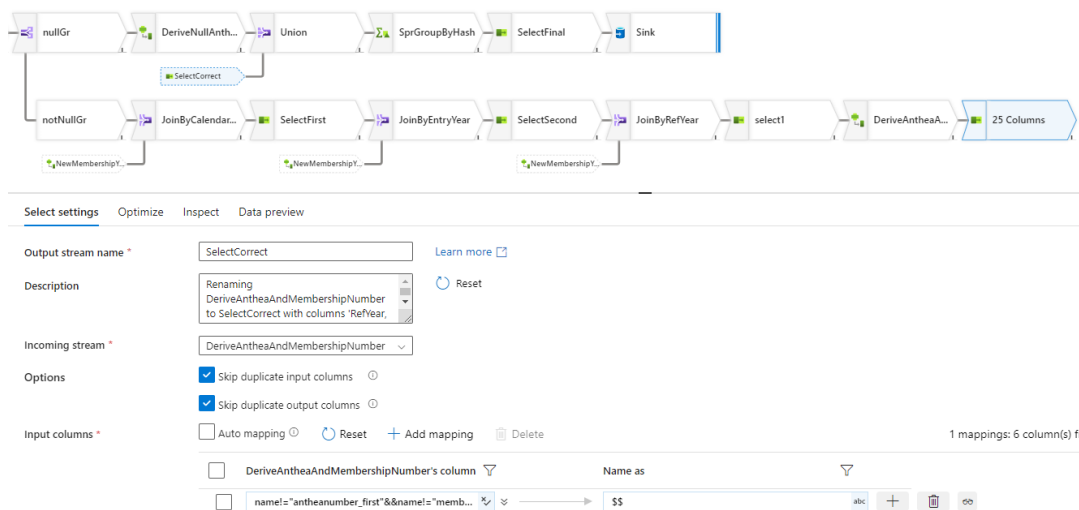 nullGr
DeriveNullAnth...
Union
SprGroupByHash
SelectFinal
Sink
SelectCorrect
notNullGr
JoinByCalendar...
SelectFirst
JoinByEntryYear
SelectSecond
JoinByRefYear
select1
DeriveAntheaA...
25 Columns
NewMembershipY...
NewMembershipY...
NewMembershipY...
Select settings Optimize Inspect Data preview
Output stream name * SelectCorrect Learn more
Description Renaming Reset
DeriveAntheaAndMembershipNumber
to SelectCorrect with columns 'RefYear,
Incoming stream * DeriveAntheaAndMembershipNumber
Options Skip duplicate input columns
Skip duplicate output columns
Input columns * Auto mapping Reset Add mapping Delete 1 mappings: 6 column(s) f
DeriveAntheaAndMembershipNumber's column Name as
name!="antheanumber_first"&&name!="memb... $$ abc